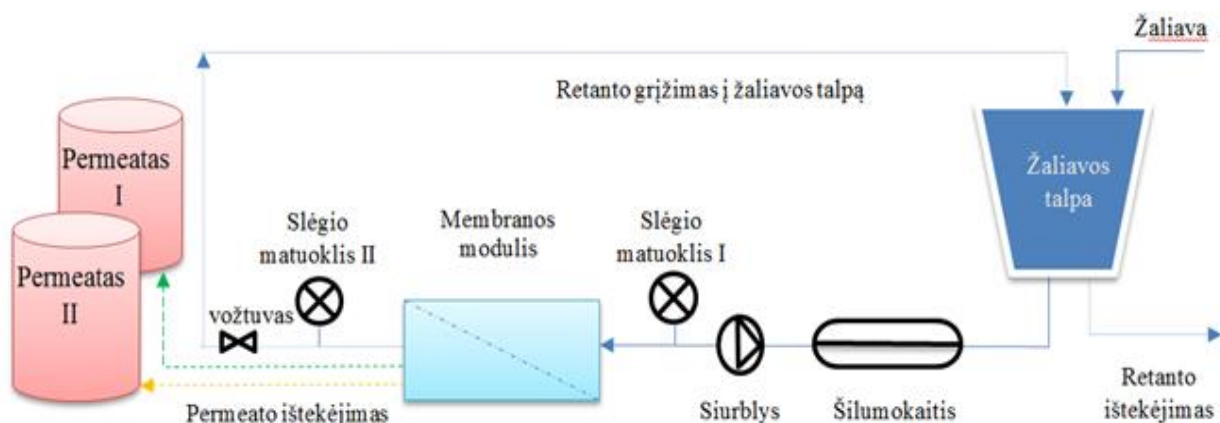 Žaliava
Retanto grįžimas į žaliavos talpą
Permeatas
I
Žaliavos
talpa
Slėgio
matuoklis II
Membranos
modulis
Slėgio
matuoklis I
Permeatas
II
vožtuvas
Permeato ištekėjimas
Siurblys
Šilumokaitis
Retanto
ištekėjimas